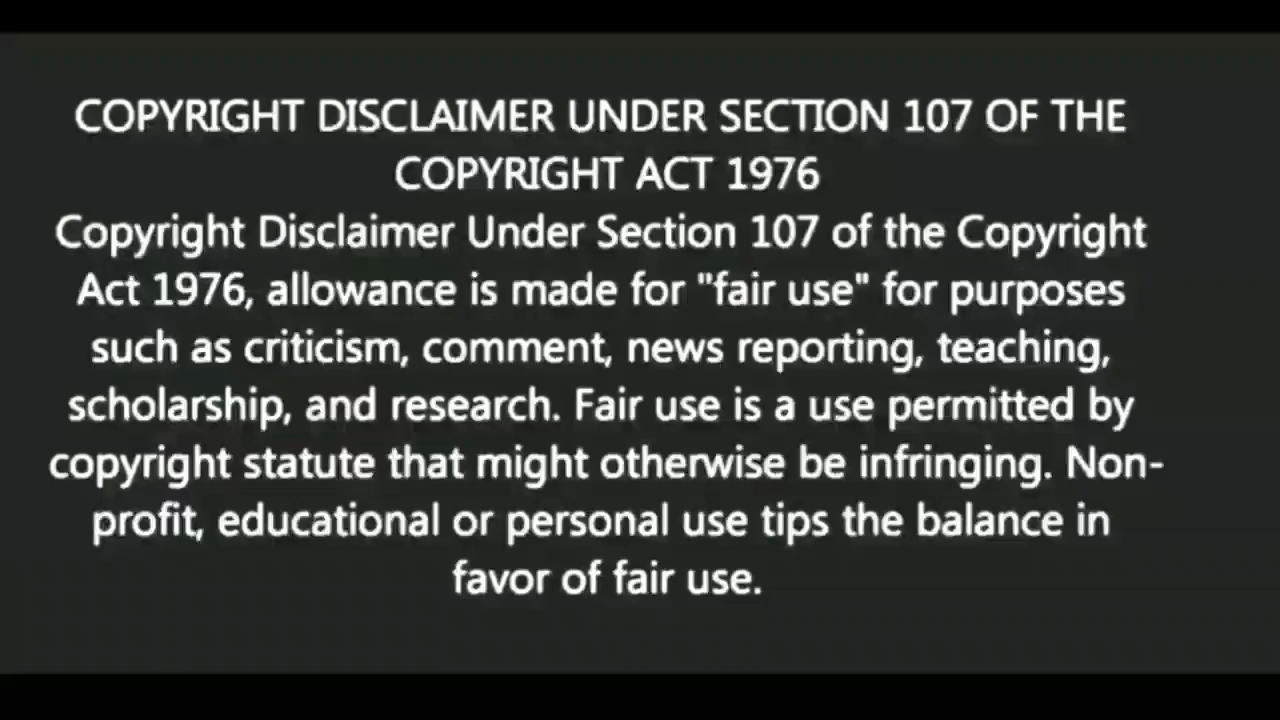 COPYRIGHT DISCLAIMER UNDER SECTION 107 OF THE
COPYRIGHT ACT 1976
Copyright Disclaimer Under Section 107 of the Copyright
Act 1976, allowance is made for "fair use" for purposes
such as criticism, comment, news reporting, teaching,
scholarship, and research. Fair use is a use permitted by
copyright statute that might otherwise be infringing. Non-
profit, educational or personal use tips the balance in
favor of fair use.